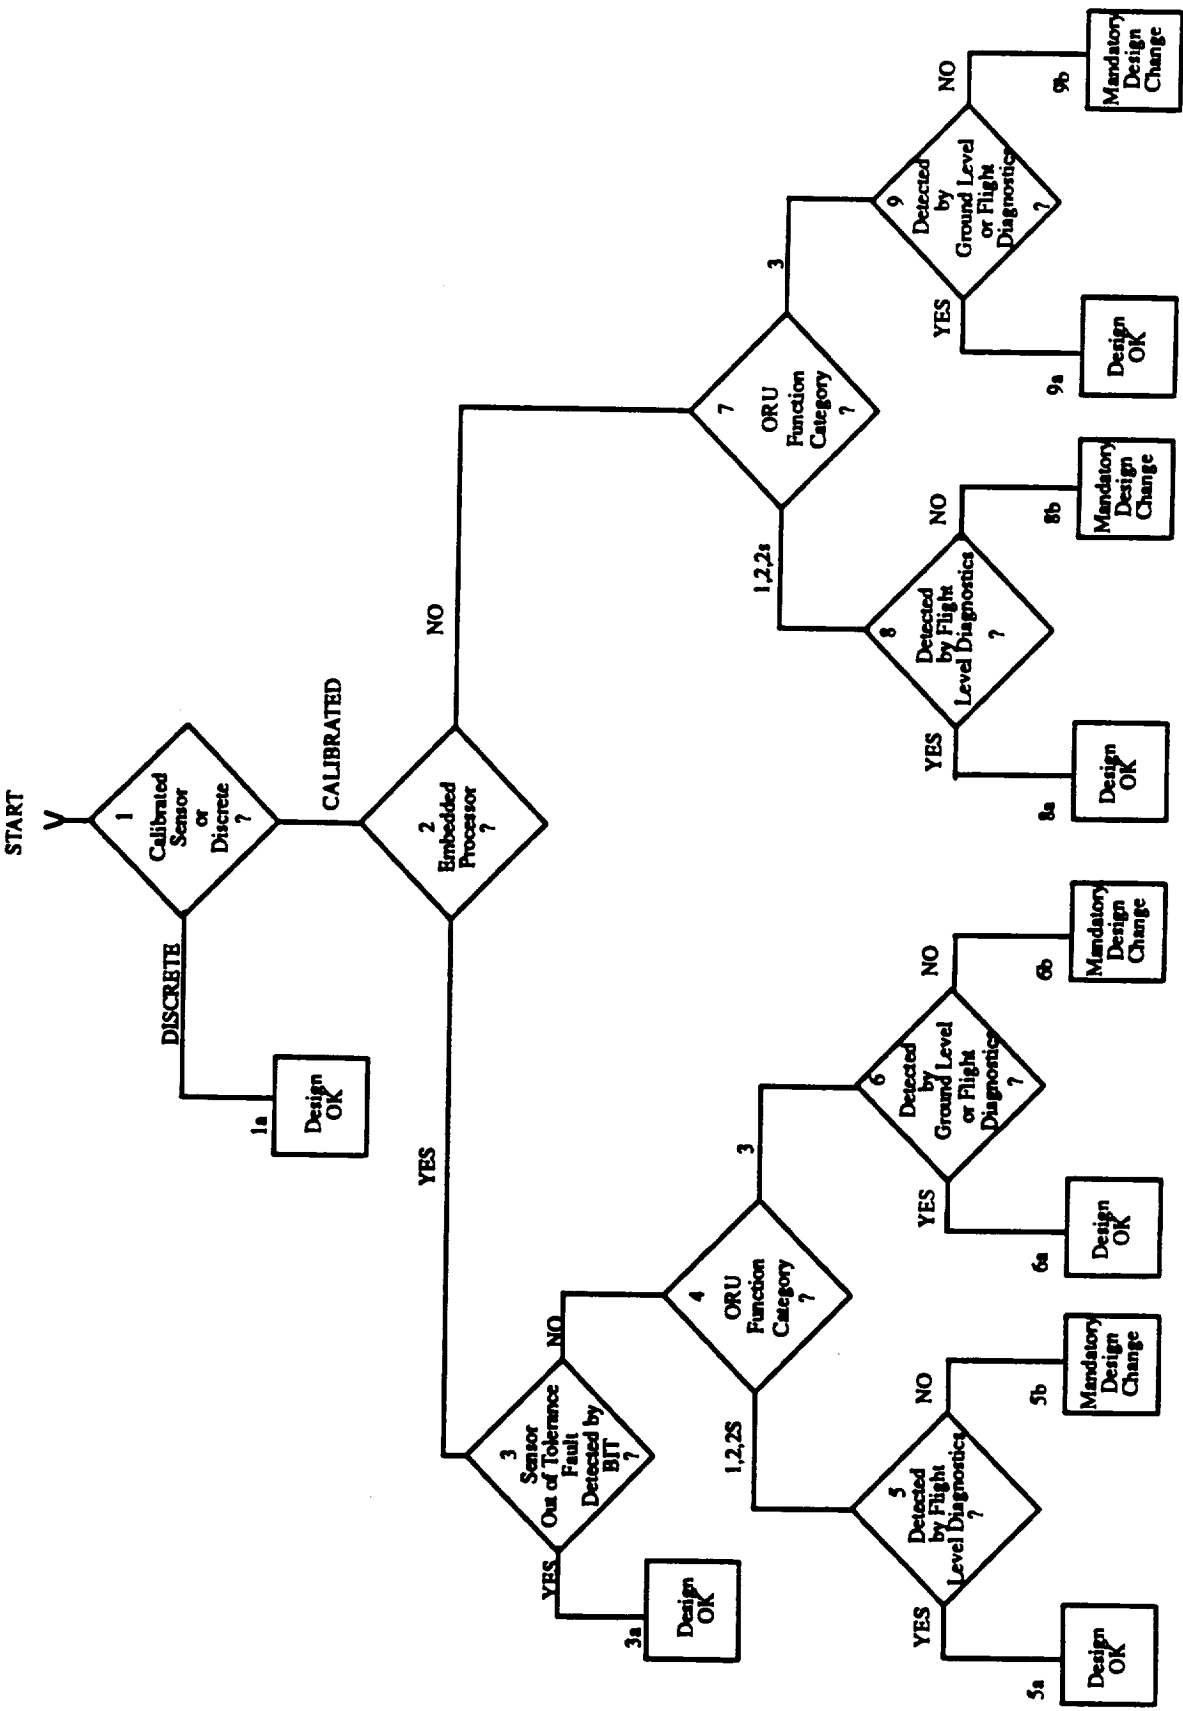 START
1
Calibrated
Sensor
or
Discrete
?
DISCRETE
CALIBRATED
1a
Design
OK
2
Embedded
Processor
?
YES
NO
3
Sensor
Out of Tolerance
Fault
Detected by
BIT
?
YES
NO
3a
Design
OK
4
ORU
Function
Category
?
1,2,2S
3
5
Detected
by Flight
Level Diagnostics
?
YES
NO
5a
Design
OK
5b
Mandatory
Design
Change
6
Detected
by
Ground Level
or Flight
Diagnostics
?
YES
NO
6a
Design
OK
6b
Mandatory
Design
Change
7
ORU
Function
Category
?
1,2,2s
3
8
Detected
by Flight
Level Diagnostics
?
YES
NO
8a
Design
OK
8b
Mandatory
Design
Change
9
Detected
by
Ground Level
or Flight
Diagnostics
?
YES
NO
9a
Design
OK
9b
Mandatory
Design
Change